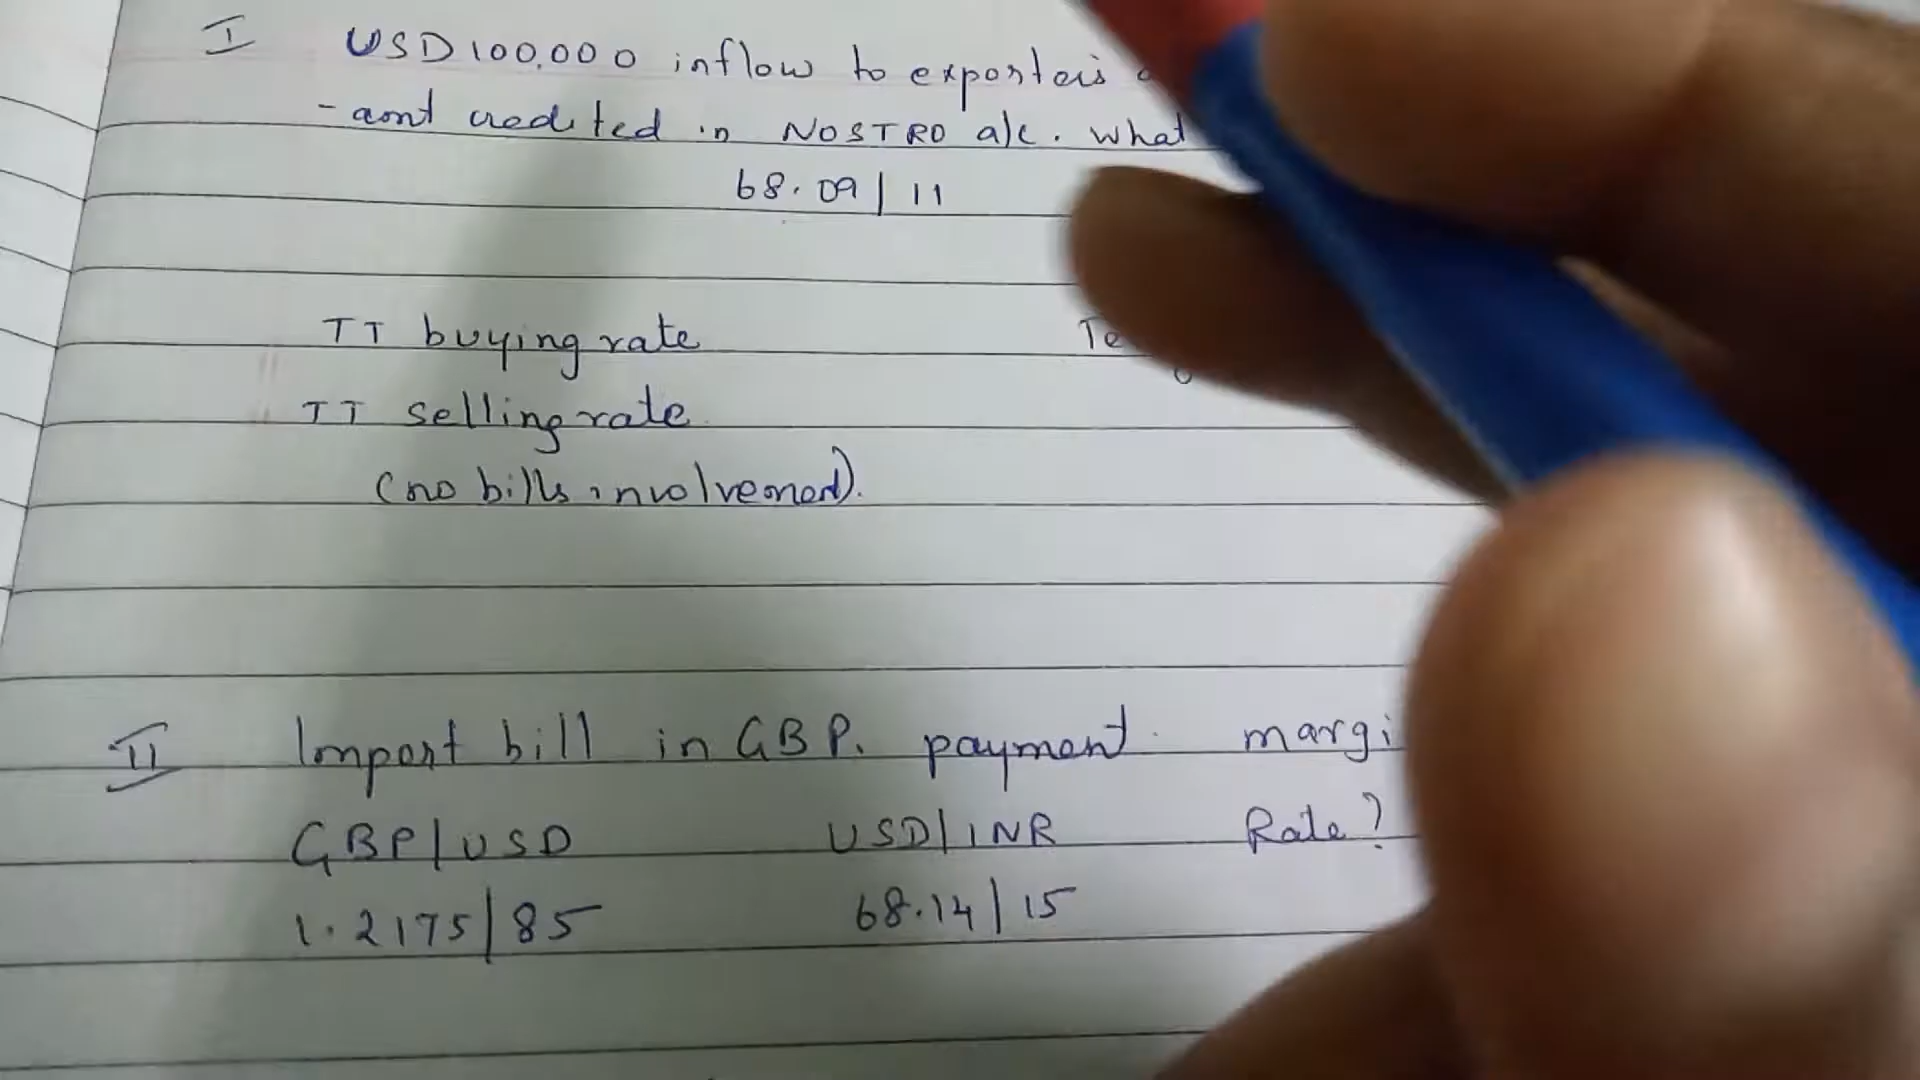 I USD 100,000 inflow to exporters
- amt credited in NOSTRO a/c. what
68.09/11
TT buying rate Te
TT selling rate
(no bills involvement).
II Import bill in GBP. payment. margi
GBP/USD USD/INR Rate?
1.2175/85 68.14/15